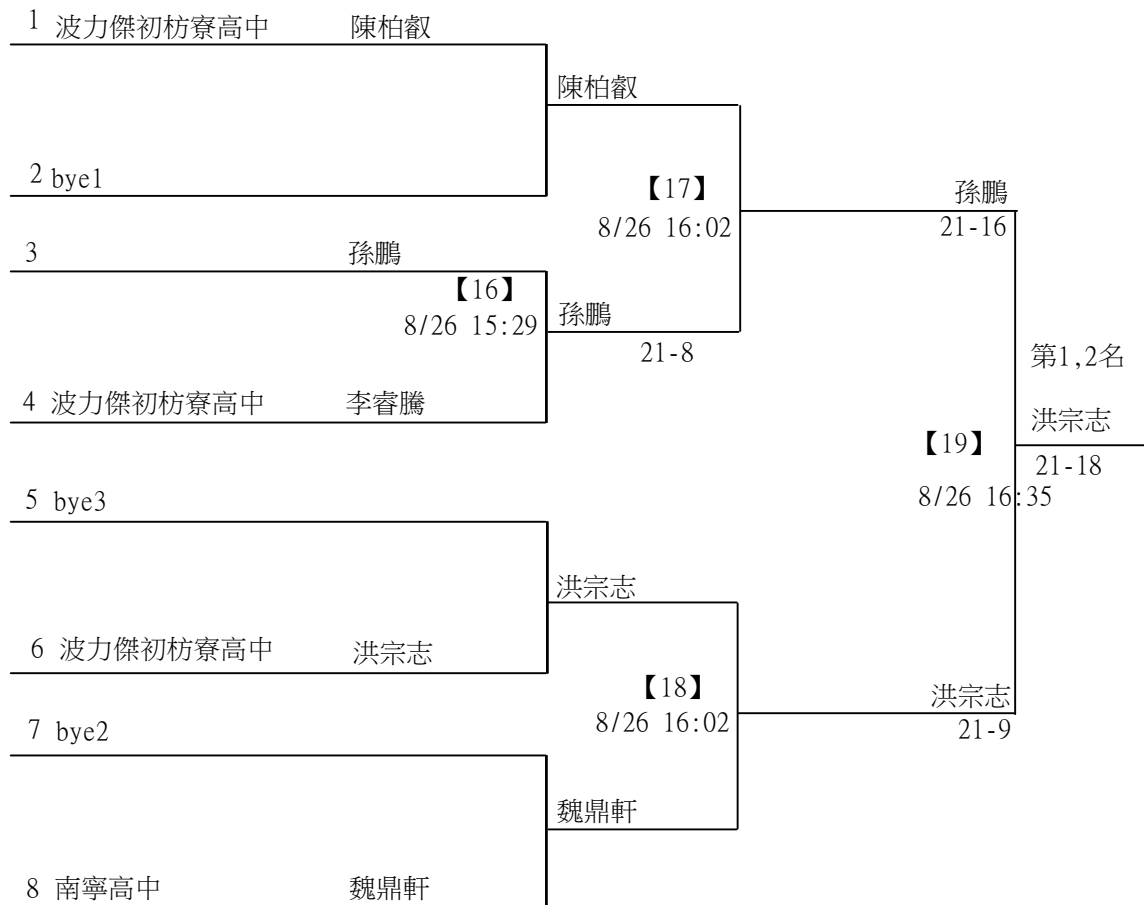 1 波力傑初枋寮高中 陳柏叡
陳柏叡
2 bye1
【17】
8/26 16:02
孫鵬
21-16
3 孫鵬
【16】
8/26 15:29
孫鵬
21-8
4 波力傑初枋寮高中 李睿騰
第1,2名
洪宗志
【19】
21-18
8/26 16:35
5 bye3
洪宗志
6 波力傑初枋寮高中 洪宗志
【18】
8/26 16:02
洪宗志
21-9
7 bye2
魏鼎軒
8 南寧高中 魏鼎軒